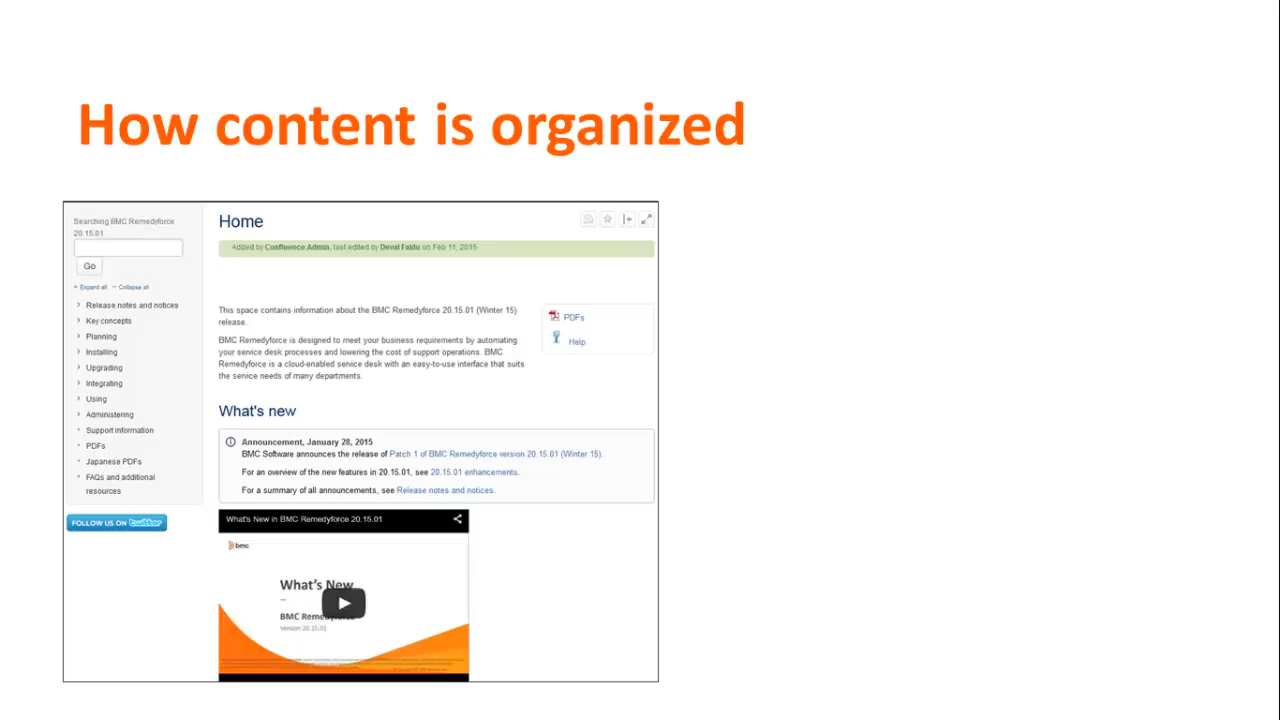 How content is organized
Searching BMC Remedyforce
20.15.01
Go
Expand all
Collapse all
Release notes and notices
Key concepts
Planning
Installing
Upgrading
Integrating
Using
Administering
Support information
PDFs
Japanese PDFs
FAQs and additional
resources
FOLLOW US ON twitter
Home
Added by Confluence Admin, last edited by Deval Faldu on Feb 11, 2015
This space contains information about the BMC Remedyforce 20.15.01 (Winter 15)
release.
BMC Remedyforce is designed to meet your business requirements by automating
your service desk processes and lowering the cost of support operations. BMC
Remedyforce is a cloud-enabled service desk with an easy-to-use interface that suits
the service needs of many departments.
PDFs
Help
What's new
Announcement, January 28, 2015
BMC Software announces the release of Patch 1 of BMC Remedyforce version 20.15.01 (Winter 15).
For an overview of the new features in 20.15.01, see 20.15.01 enhancements.
For a summary of all announcements, see Release notes and notices.
What's New in BMC Remedyforce 20.15.01
bmc
What's New
BMC
Version 20.15.01